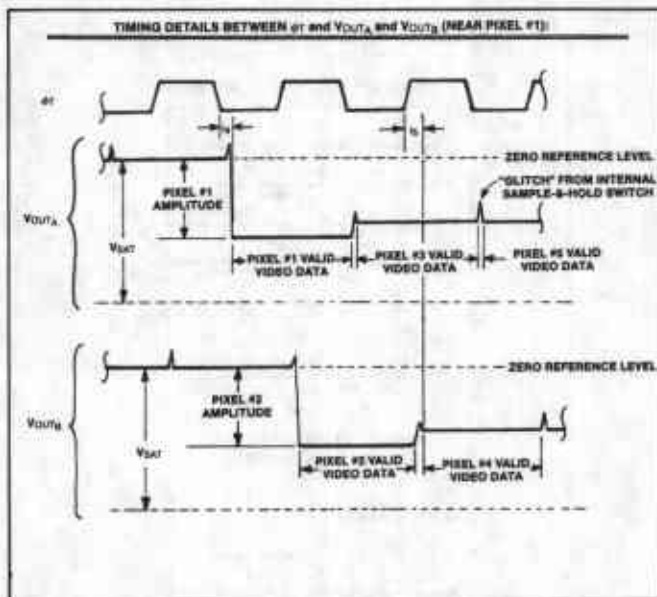 TIMING DETAILS BETWEEN øT and VOUTA and VOUTB (NEAR PIXEL #1):
øT
ZERO REFERENCE LEVEL
"GLITCH" FROM INTERNAL
SAMPLE-&-HOLD SWITCH
PIXEL #1
AMPLITUDE
VOUTA
VSAT
PIXEL #1 VALID
VIDEO DATA
PIXEL #3 VALID
VIDEO DATA
PIXEL #5 VALID
VIDEO DATA
ZERO REFERENCE LEVEL
PIXEL #2
AMPLITUDE
VOUTB
VSAT
PIXEL #2 VALID
VIDEO DATA
PIXEL #4 VALID
VIDEO DATA